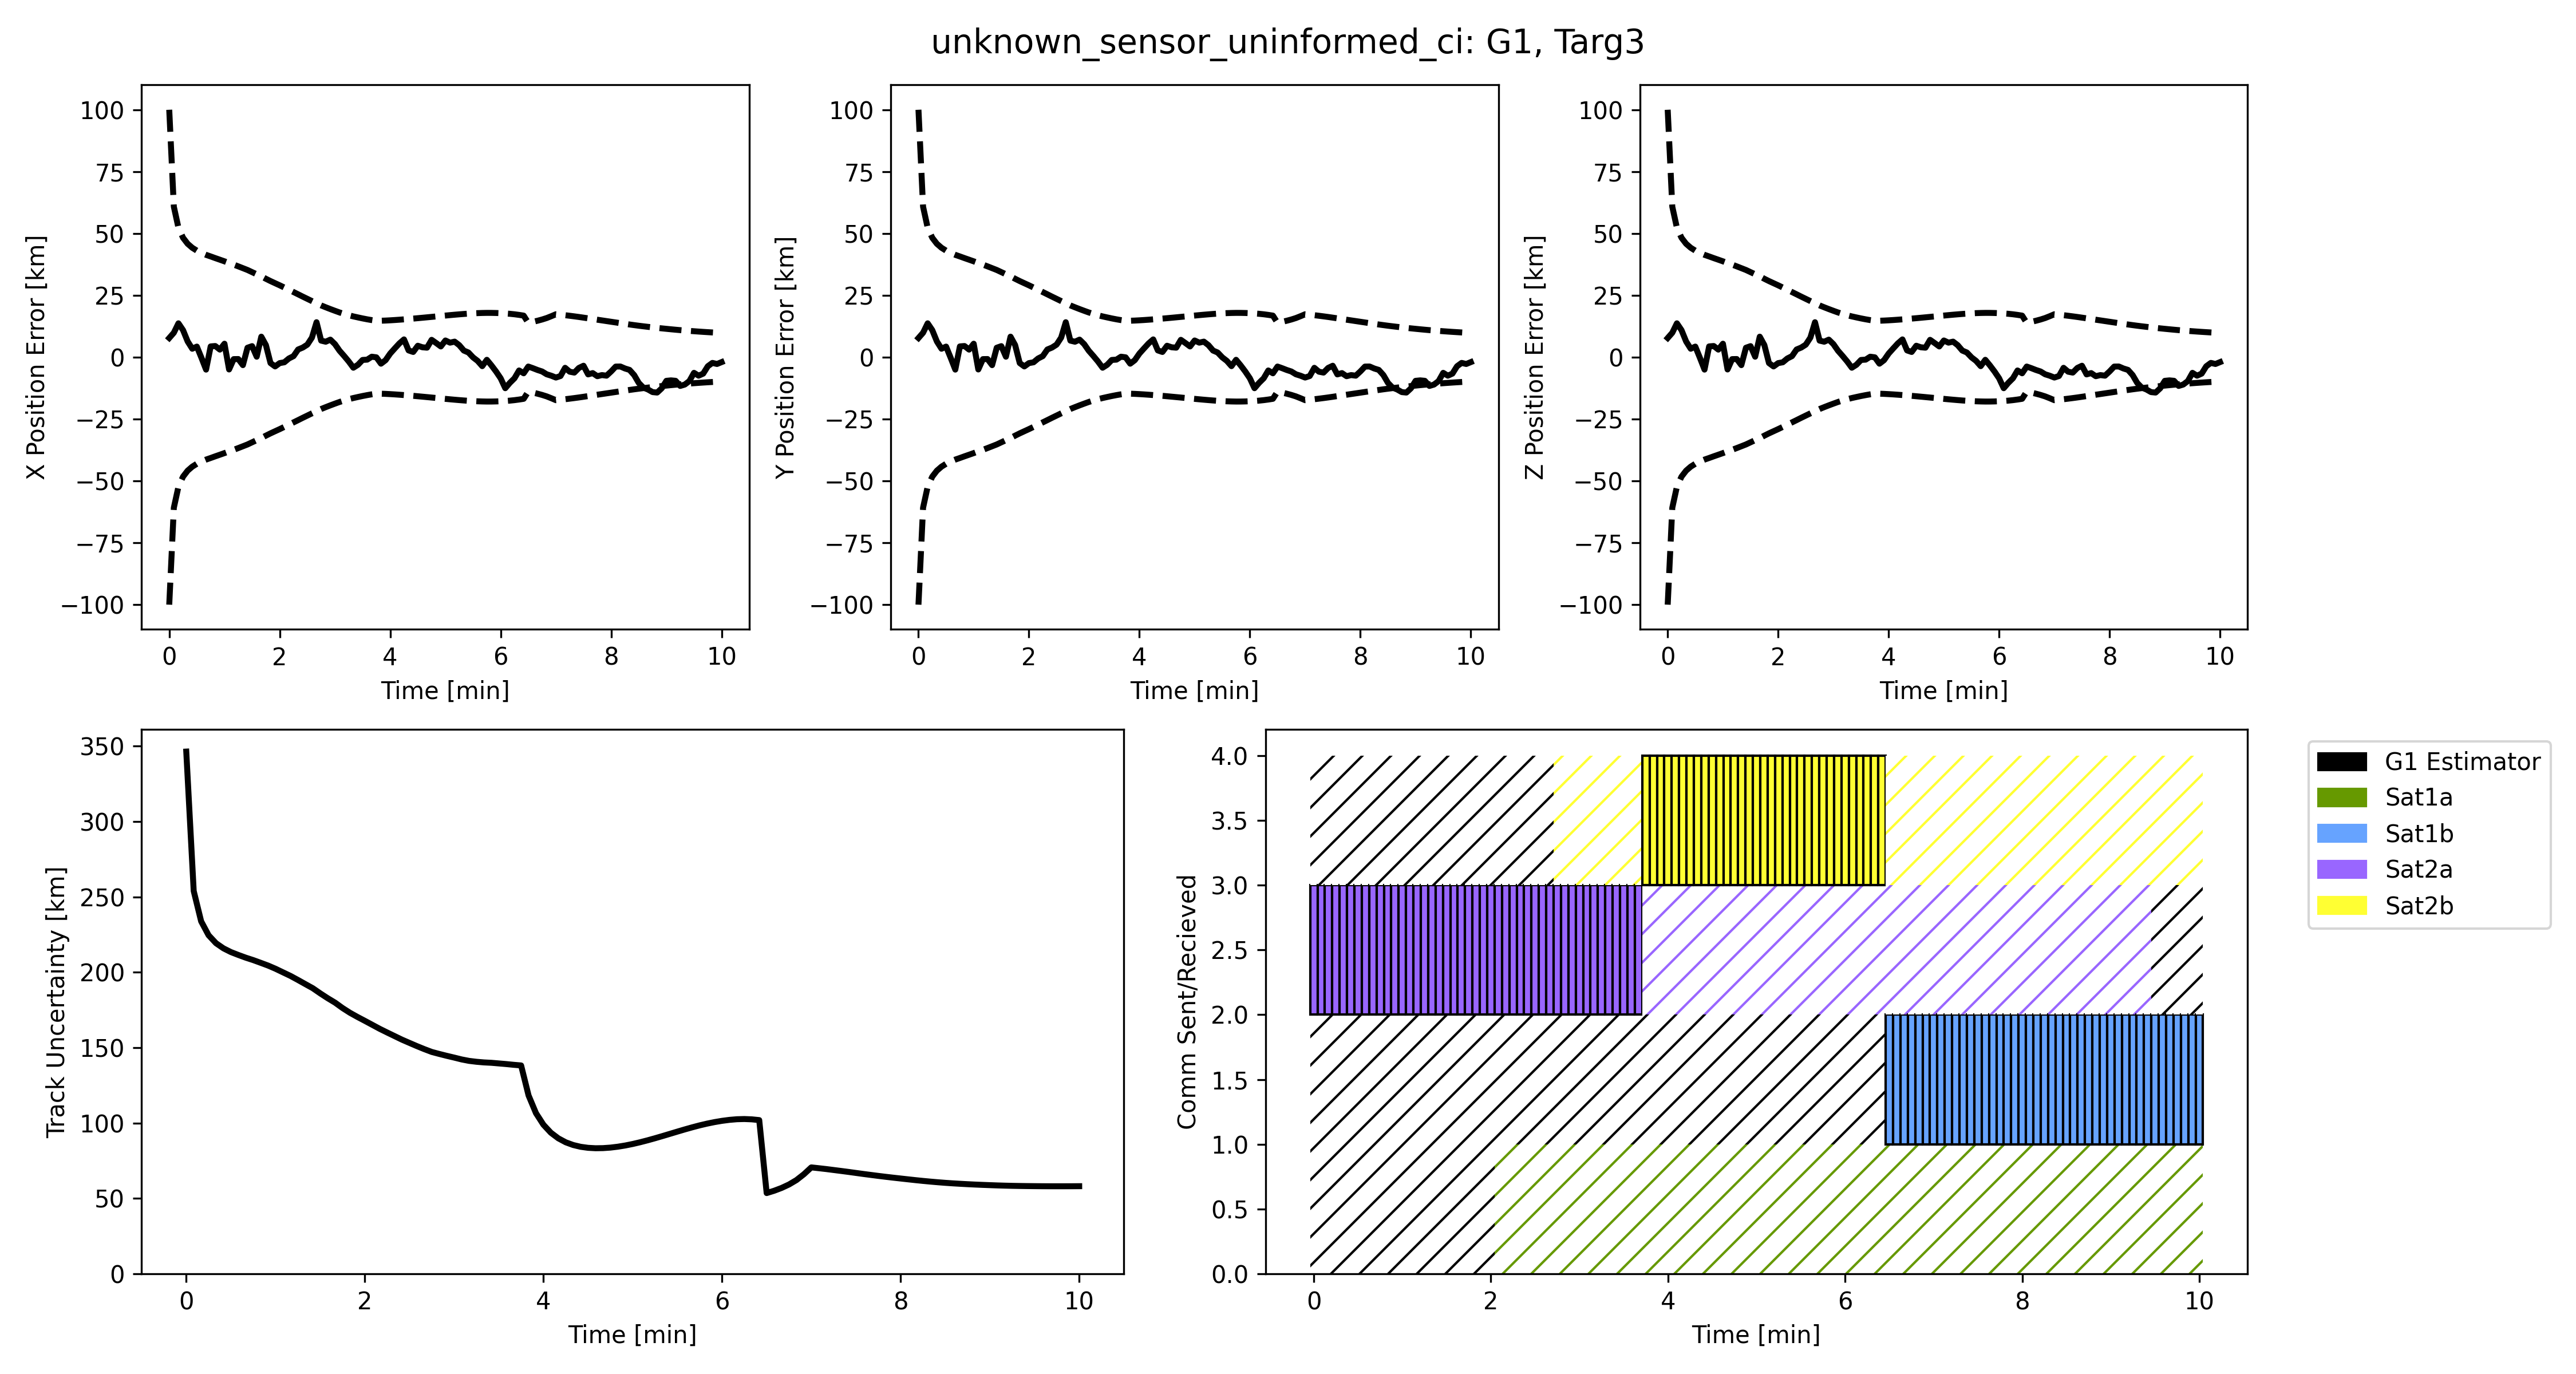 unknown_sensor_uninformed_ci: G1, Targ3
X Position Error [km]
100
75
50
25
0
−25
−50
−75
−100
0 2 4 6 8 10
Time [min]
Y Position Error [km]
100
75
50
25
0
−25
−50
−75
−100
0 2 4 6 8 10
Time [min]
Z Position Error [km]
100
75
50
25
0
−25
−50
−75
−100
0 2 4 6 8 10
Time [min]
Track Uncertainty [km]
350
300
250
200
150
100
50
0
0 2 4 6 8 10
Time [min]
Comm Sent/Recieved
4.0
3.5
3.0
2.5
2.0
1.5
1.0
0.5
0.0
0 2 4 6 8 10
Time [min]
G1 Estimator
Sat1a
Sat1b
Sat2a
Sat2b